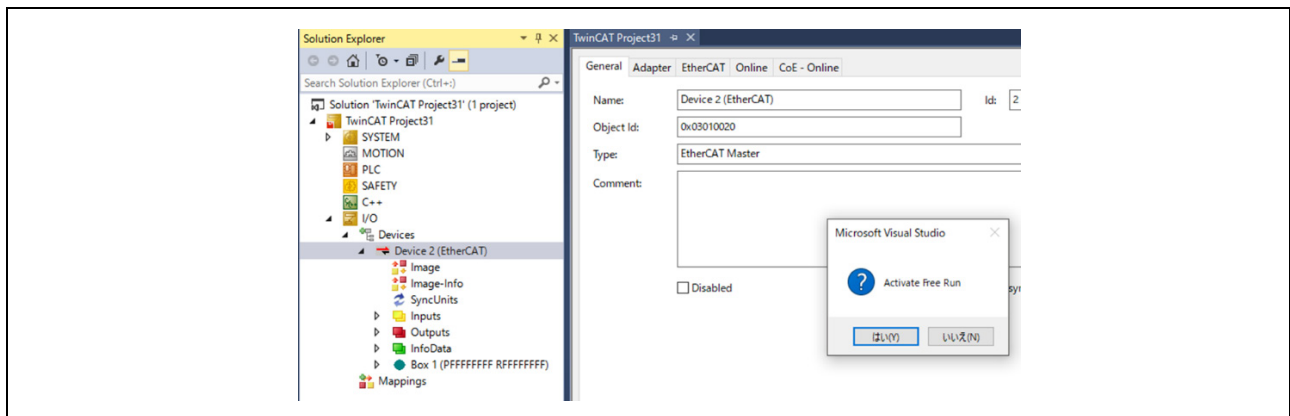 Solution Explorer
Search Solution Explorer (Ctrl+:)
Solution 'TwinCAT Project31' (1 project)
TwinCAT Project31
SYSTEM
MOTION
PLC
SAFETY
C++
I/O
Devices
Device 2 (EtherCAT)
Image
Image-Info
SyncUnits
Inputs
Outputs
InfoData
Box 1 (PFFFFFFFF RFFFFFFFF)
Mappings
TwinCAT Project31
General Adapter EtherCAT Online CoE - Online
Name: Device 2 (EtherCAT) Id: 2
Object Id: 0x03010020
Type: EtherCAT Master
Comment:
Disabled
Microsoft Visual Studio
Activate Free Run
はい(Y) いいえ(N)